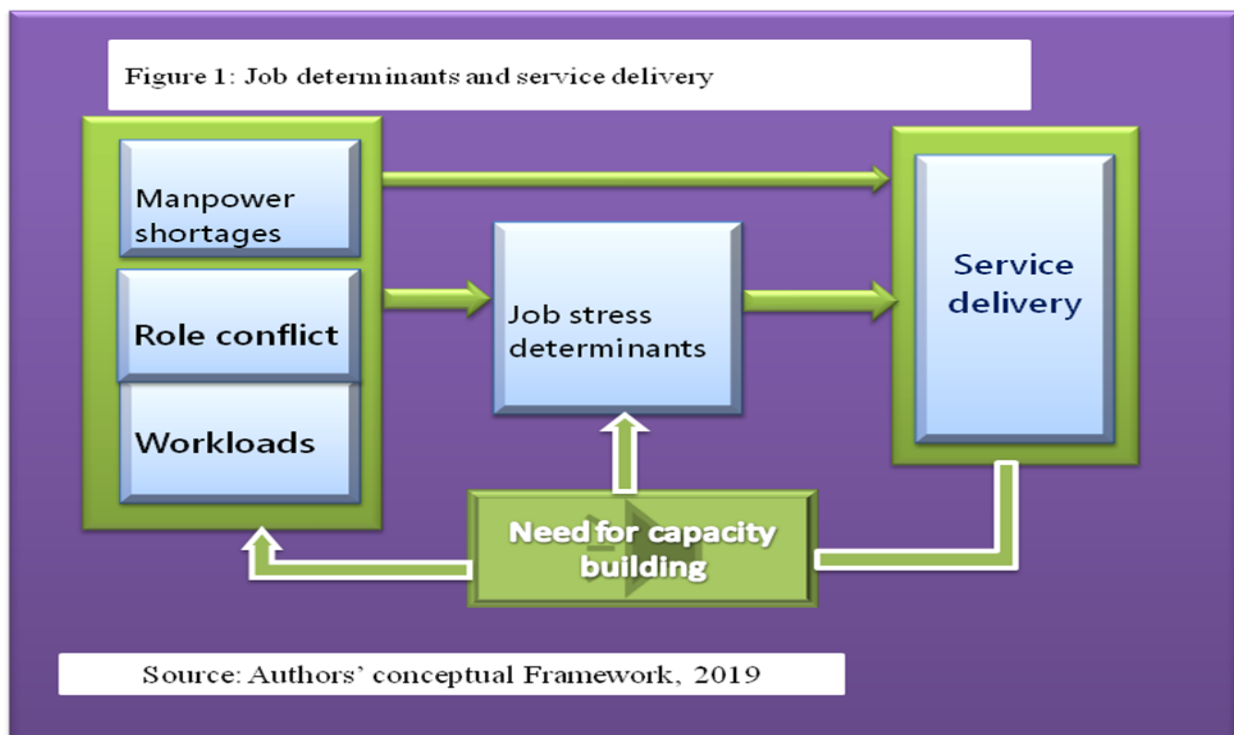 Figure 1: Job determinants and service delivery
Manpower
shortages
Role conflict
Workloads
Job stress
determinants
Service
delivery
Need for capacity
building
Source: Authors’ conceptual Framework, 2019